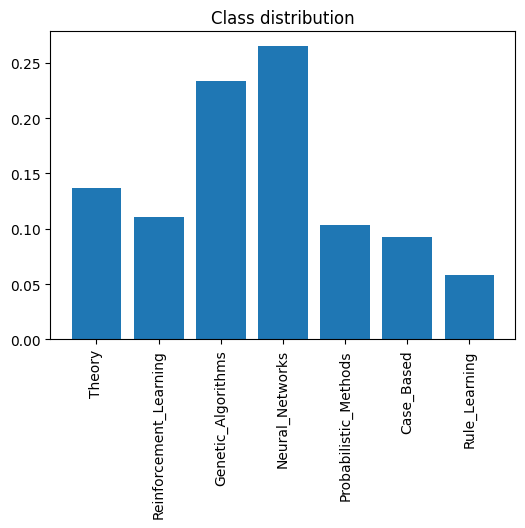 Class distribution
0.25
0.20
0.15
0.10
0.05
0.00
Theory
Reinforcement_Learning
Genetic_Algorithms
Neural_Networks
Probabilistic_Methods
Case_Based
Rule_Learning